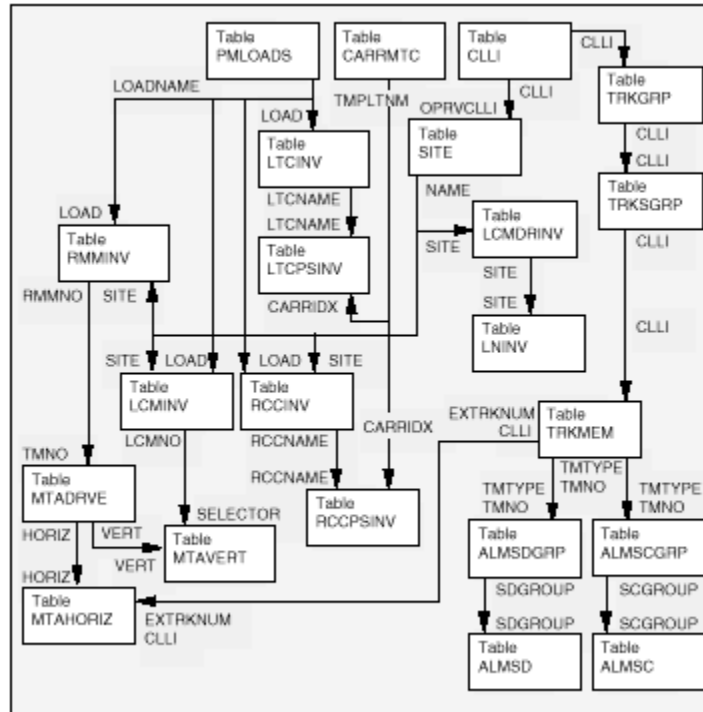 Table
PMLOADS
Table
CARRMTC
Table
CLLI
CLLI
Table
TRKGRP
LOADNAME
TMPLTNM
CLLI
LOAD
OPRVCLLI
Table
LTCINV
Table
SITE
CLLI
CLLI
Table
TRKSGRP
LTCNAME
NAME
LOAD
LTCNAME
Table
RMMINV
Table
LTCPSINV
SITE
Table
LCMDRINV
CLLI
RMMNO
SITE
CARRIDX
SITE
SITE
Table
LNINV
CLLI
SITE
LOAD
LOAD
SITE
Table
LCMINV
Table
RCCINV
EXTRKNUM
CLLI
Table
TRKMEM
LCMNO
RCCNAME
CARRIDX
TMNO
RCCNAME
TMTYPE
TMNO
TMTYPE
TMNO
TMTYPE
TMNO
Table
MTADRVE
Table
RCCPSINV
SELECTOR
HORIZ
VERT
VERT
Table
MTAVERT
Table
ALMSDGRP
Table
ALMSCGRP
HORIZ
SDGROUP
SCGROUP
Table
MTAHORIZ
EXTRKNUM
CLLI
SDGROUP
SCGROUP
Table
ALMSD
Table
ALMSC